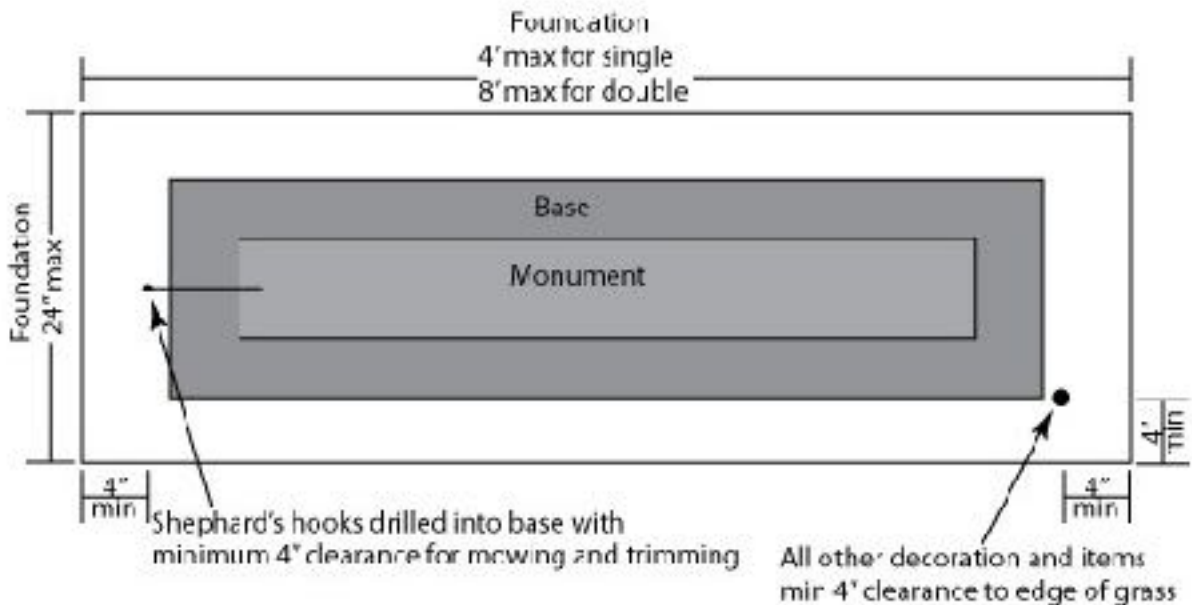 Foundation
4' max for single
8' max for double
Foundation
24" max
Base
Monument
4"
min
Shephard's hooks drilled into base with
minimum 4" clearance for mowing and trimming
4'
min
4"
min
All other decoration and items
min 4" clearance to edge of grass